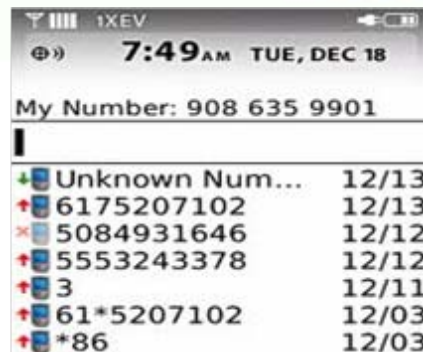 1XEV
7:49AM TUE, DEC 18
My Number: 908 635 9901
Unknown Num... 12/13
6175207102 12/13
5084931646 12/12
5553243378 12/12
3 12/11
61*5207102 12/03
*86 12/03